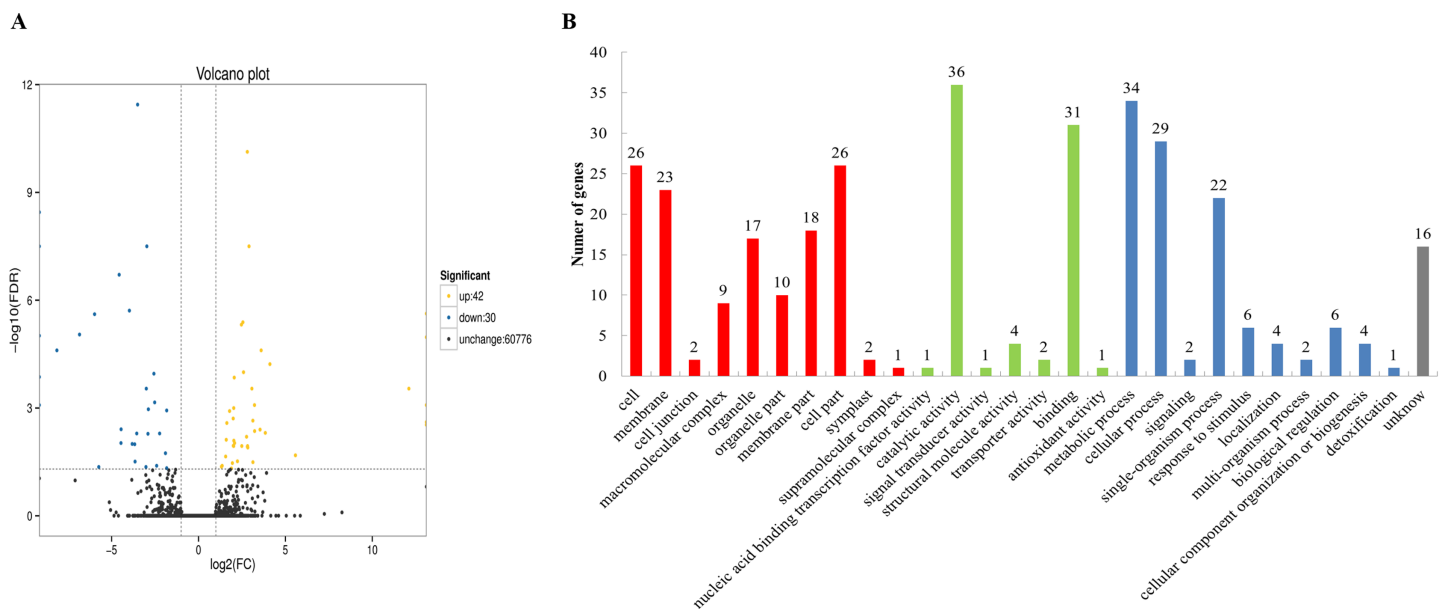 A
Volcano plot
12
9
6
3
0
−log10(FDR)
−5
0
5
10
log2(FC)
Significant
up:42
down:30
unchange:60776
B
Numer of genes
40
35
30
25
20
15
10
5
0
26
23
2
9
17
10
18
26
2
1
1
36
1
4
2
31
1
34
29
2
22
6
4
2
6
4
1
16
cell
membrane
cell junction
macromolecular complex
organelle
organelle part
membrane part
cell part
symplast
supramolecular complex
nucleic acid binding transcription factor activity
catalytic activity
signal transducer activity
structural molecule activity
transporter activity
binding
antioxidant activity
metabolic process
cellular process
signaling
single-organism process
response to stimulus
localization
multi-organism process
biological regulation
cellular component organization or biogenesis
detoxification
unknow